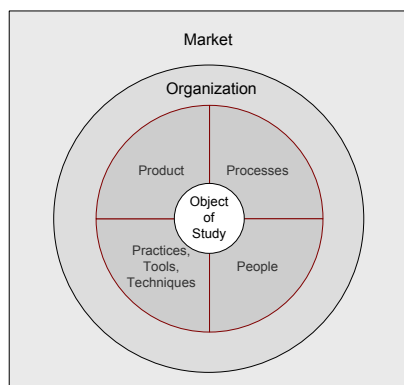 Market
Organization
Product
Processes
Object
of
Study
Practices,
Tools,
Techniques
People